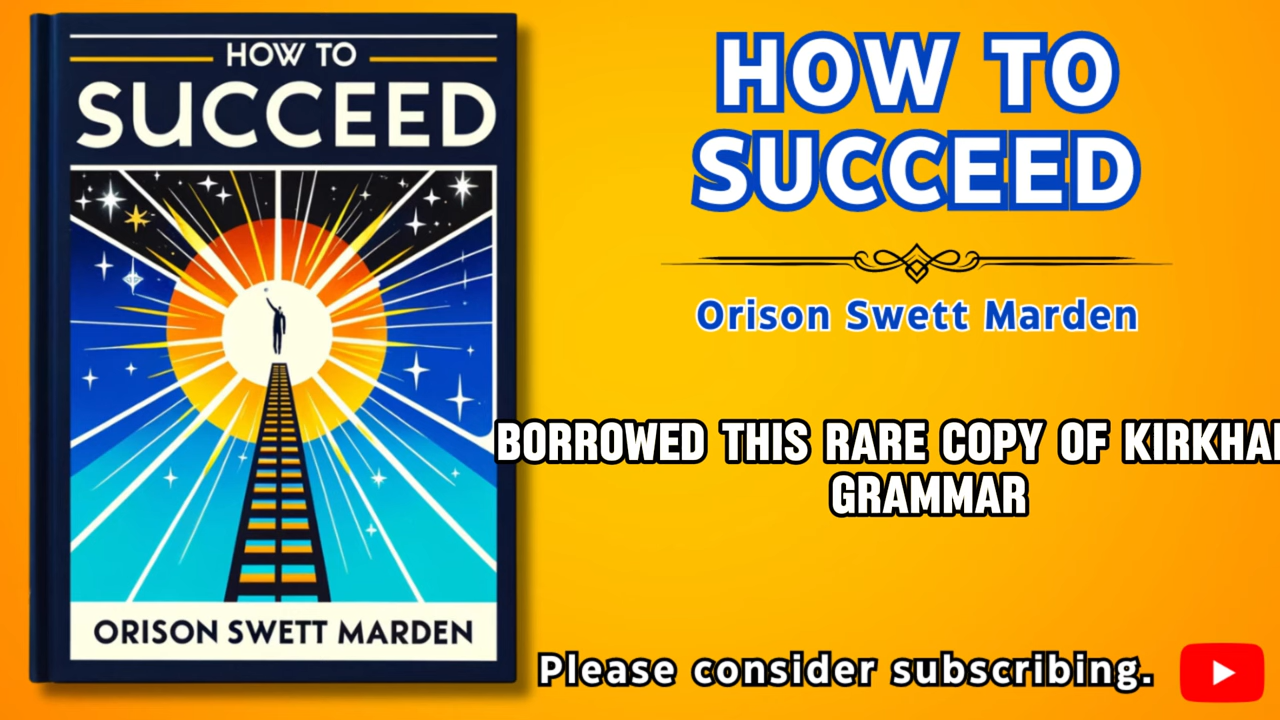 HOW TO
SUCCEED
ORISON SWETT MARDEN
HOW TO
SUCCEED
Orison Swett Marden
BORROWED THIS RARE COPY OF
GRAMMAR
Please consider subscribing.